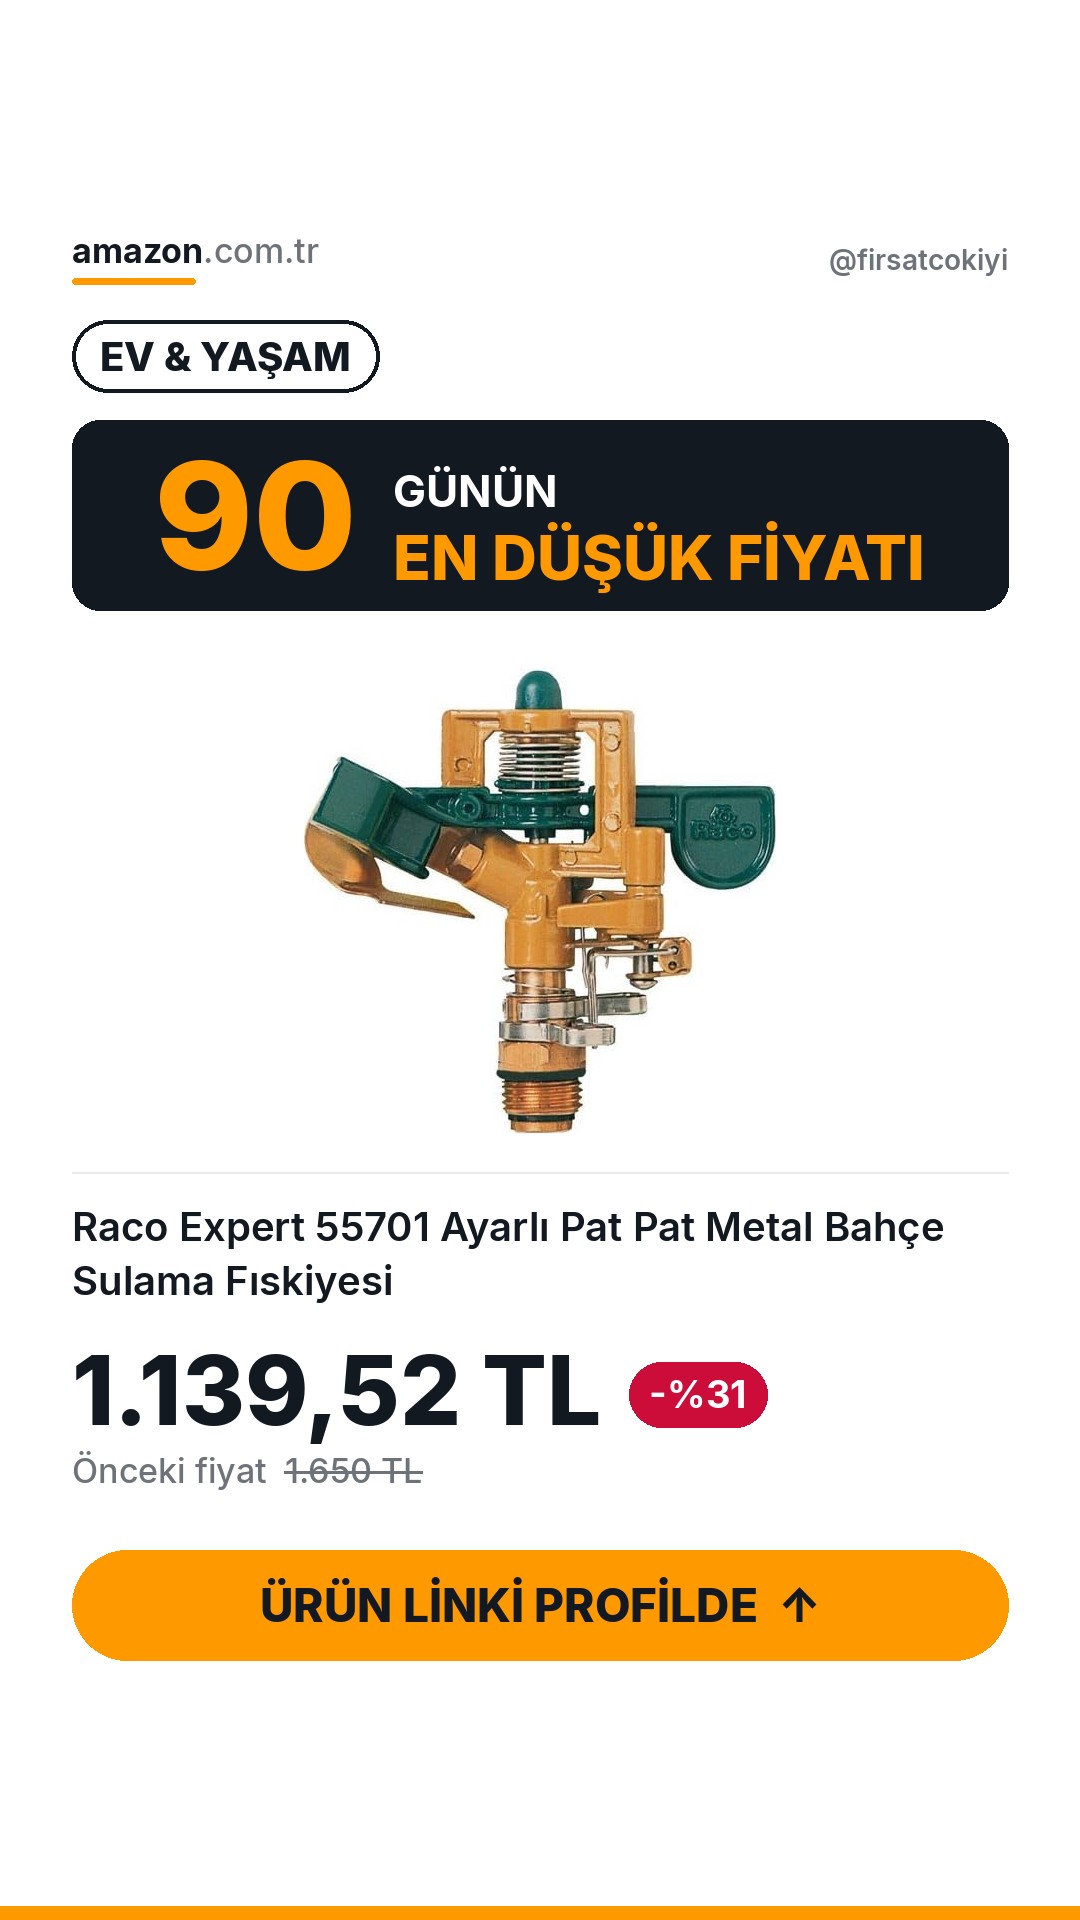 amazon.com.tr
@firsatcokiyi
EV & YAŞAM
90 GÜNÜN
EN DÜŞÜK FİYATI
Raco
Raco Expert 55701 Ayarlı Pat Pat Metal Bahçe
Sulama Fıskiyesi
1.139,52 TL -%31
Önceki fiyat 1.650 TL
ÜRÜN LİNKİ PROFİLDE ↑